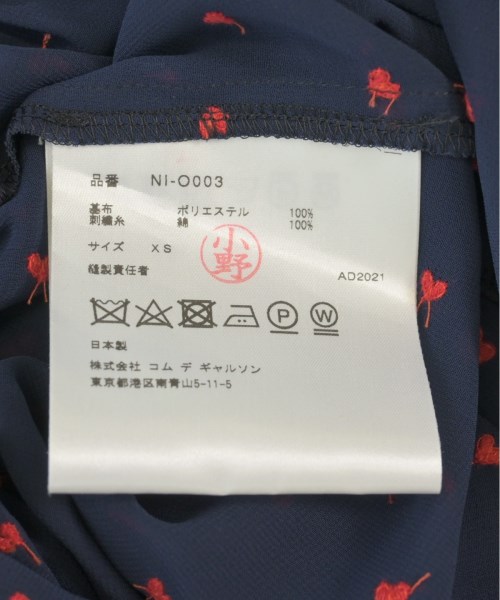 品番 NI-O003
基布 ポリエステル 100%
刺繍糸 綿 100%
サイズ XS
小野
縫製責任者
AD2021
P W
日本製
株式会社 コム デ ギャルソン
東京都港区南青山5-11-5